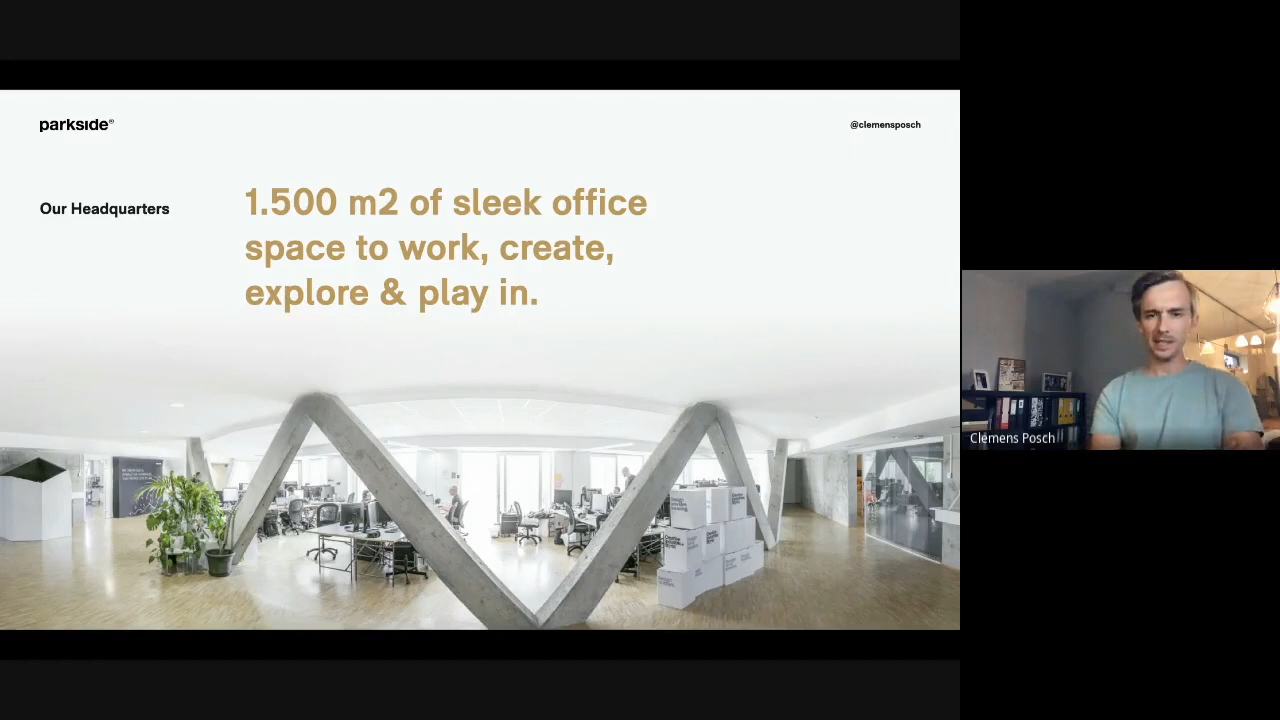 parkside®
@clemensposch
Our Headquarters
1.500 m2 of sleek office
space to work, create,
explore & play in.
Clemens Posch